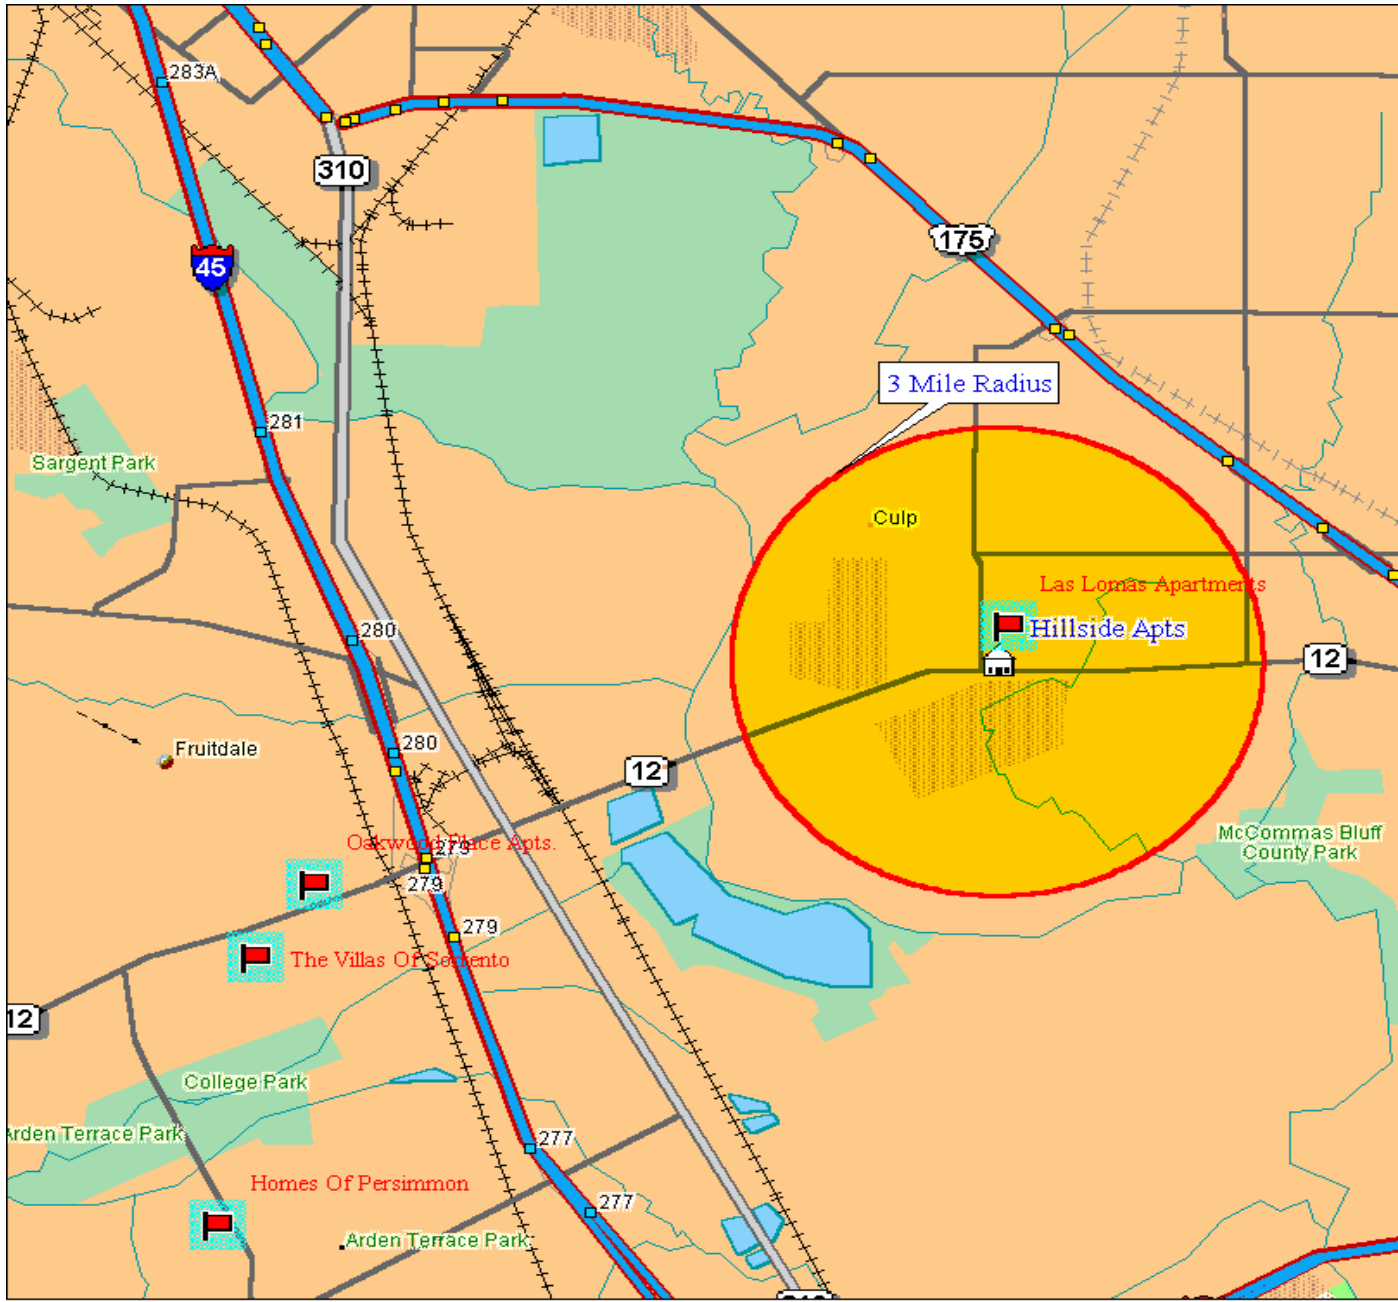 283A
310
175
45
3 Mile Radius
281
Sargent Park
Culp
Las Lomas Apartments
280
Hillside Apts
12
280
Fruitdale
12
McCommas Bluff
County Park
Oakwood Place Apts.
279
279
The Villas Of Sorrento
12
College Park
Arden Terrace Park
277
Homes Of Persimmon
277
Arden Terrace Park